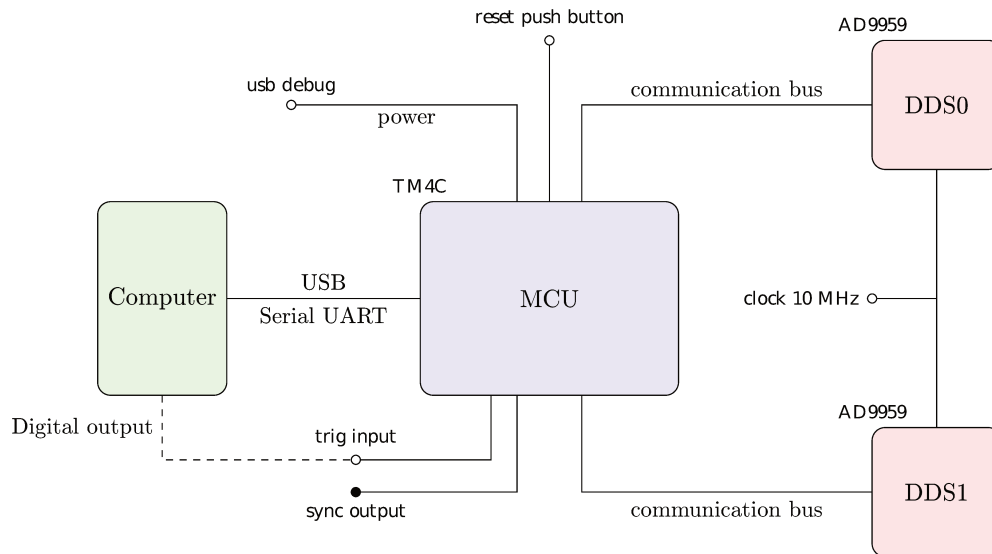 reset push button
AD9959
usb debug
power
communication bus
DDS0
TM4C
Computer
USB
Serial UART
MCU
clock 10 MHz
Digital output
trig input
AD9959
sync output
communication bus
DDS1